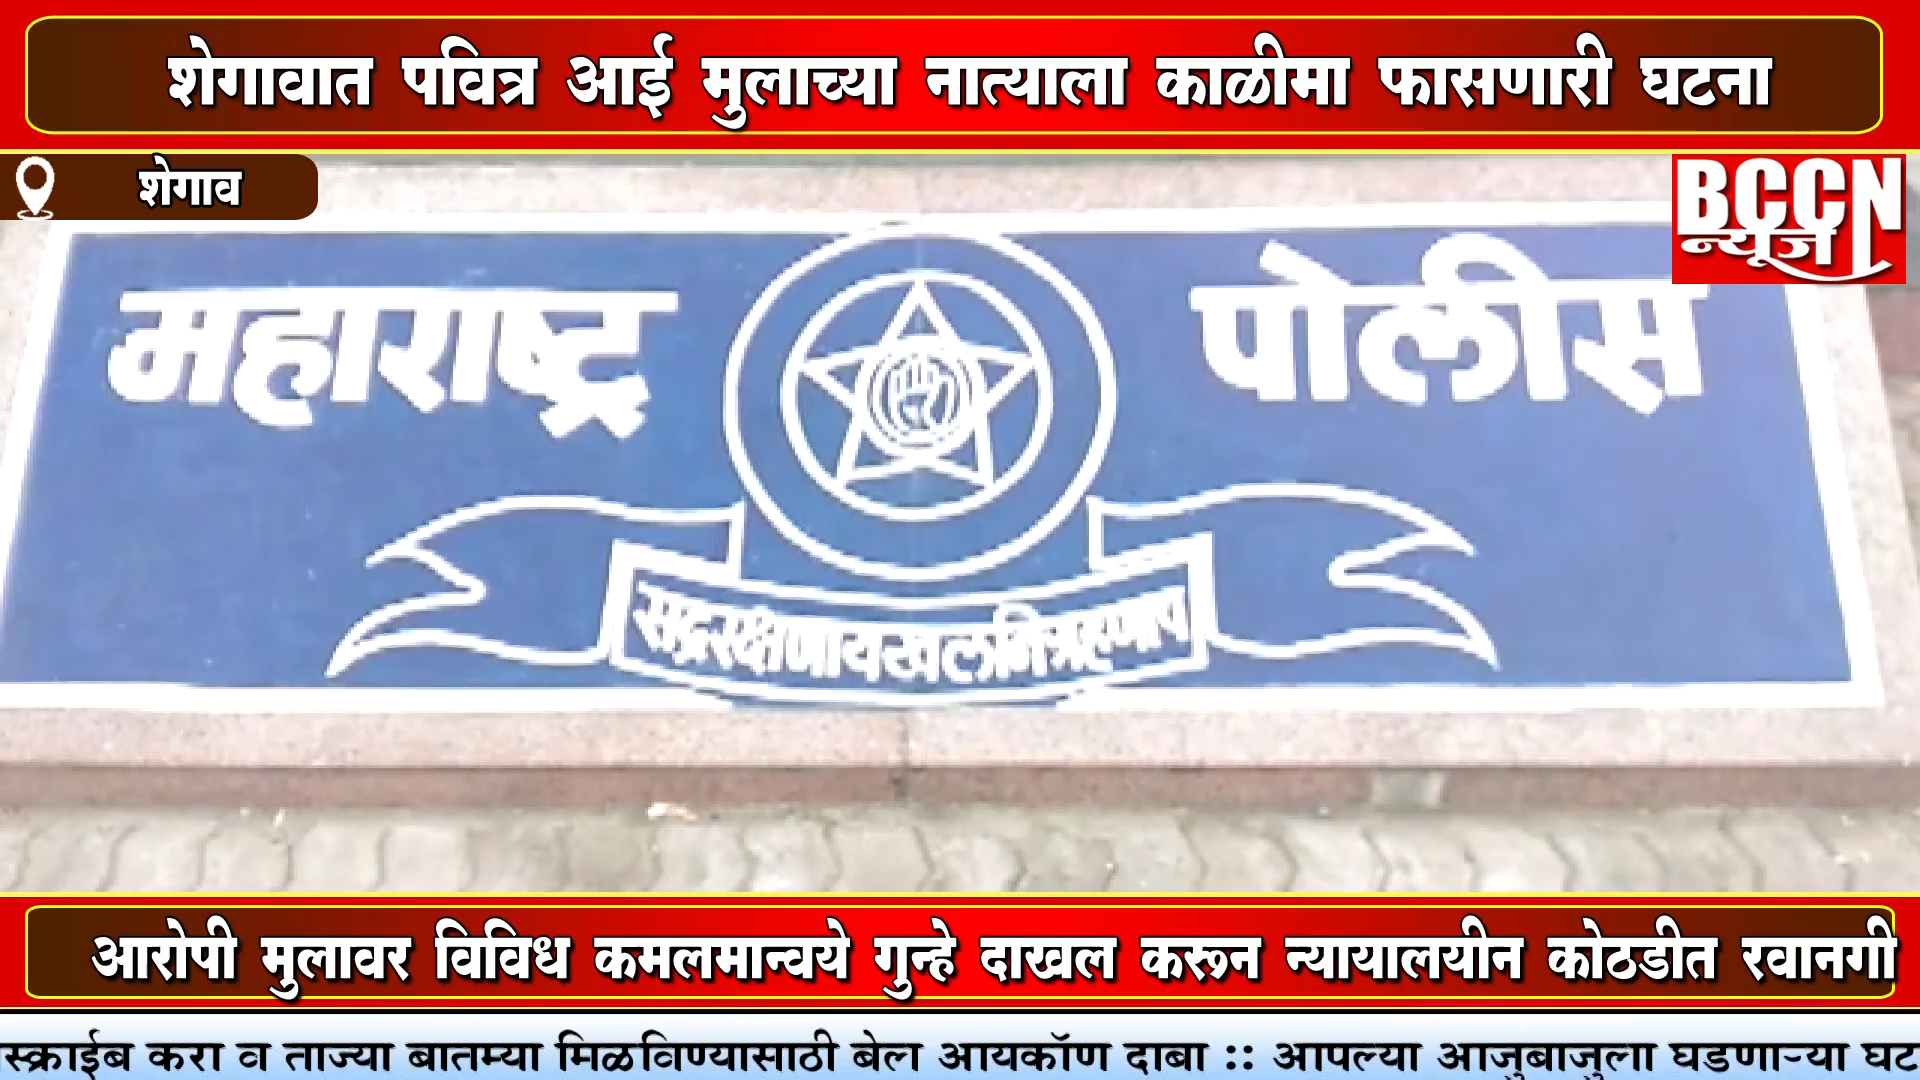 शेगावात पवित्र आई मुलाच्या नात्याला काळीमा फासणारी घटना
शेगाव
BCCN
न्यूज
महाराष्ट्र पोलीस
सद्रक्षणाय खलनिग्रहणाय
आरोपी मुलावर विविध कमलमान्वये गुन्हे दाखल करून न्यायालयीन कोठडीत रवानगी
स्क्राईब करा व ताज्या बातम्या मिळविण्यासाठी बेल आयकॉण दाबा :: आपल्या आजुबाजुला घडणाऱ्या घट